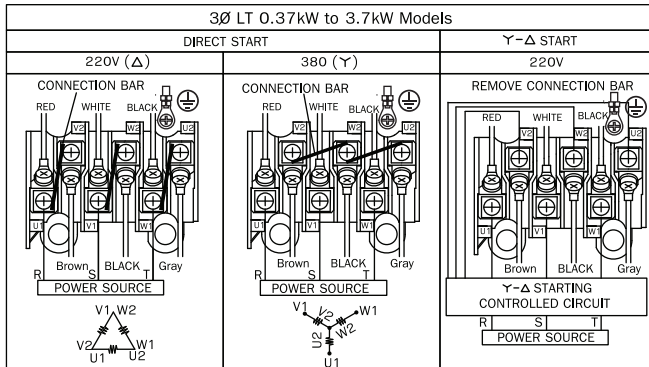 3Ø LT 0.37kW to 3.7kW Models
DIRECT START
Y-Δ START
220V (Δ)
380 (Y)
220V
CONNECTION BAR
RED WHITE BLACK
V2 W2 U2
U1 V1 W1
Brown BLACK Gray
R S T
POWER SOURCE
V1 W2
V2 W1
U1 U2
CONNECTION BAR
RED WHITE BLACK
V2 W2 U2
U1 V1 W1
Brown BLACK Gray
R S T
POWER SOURCE
V1 V2 W1
U2 W2
U1
REMOVE CONNECTION BAR
RED WHITE BLACK
V2 W2 U2
U1 V1 W1
Brown BLACK Gray
Y-Δ STARTING
CONTROLLED CIRCUIT
R S T
POWER SOURCE